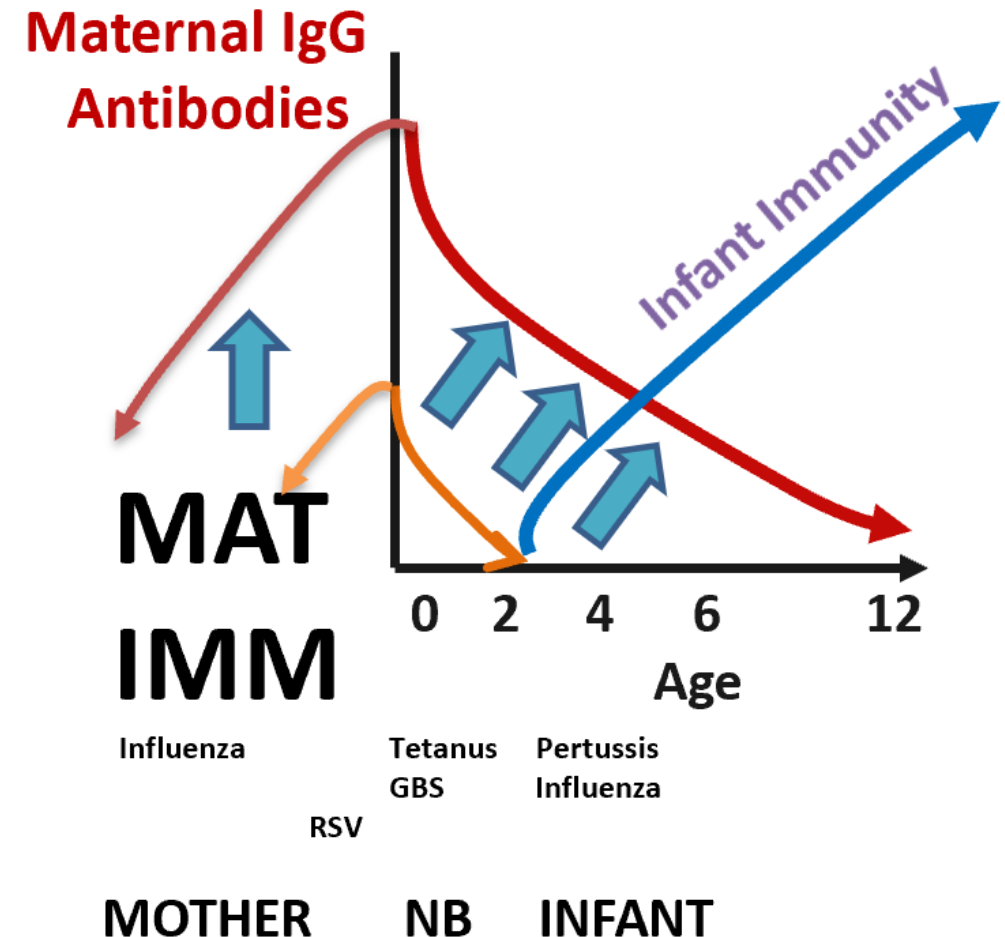 Maternal IgG
Antibodies
Infant Immunity
MAT
IMM
0 2 4 6 12
Age
Influenza Tetanus Pertussis
GBS Influenza
RSV
MOTHER NB INFANT